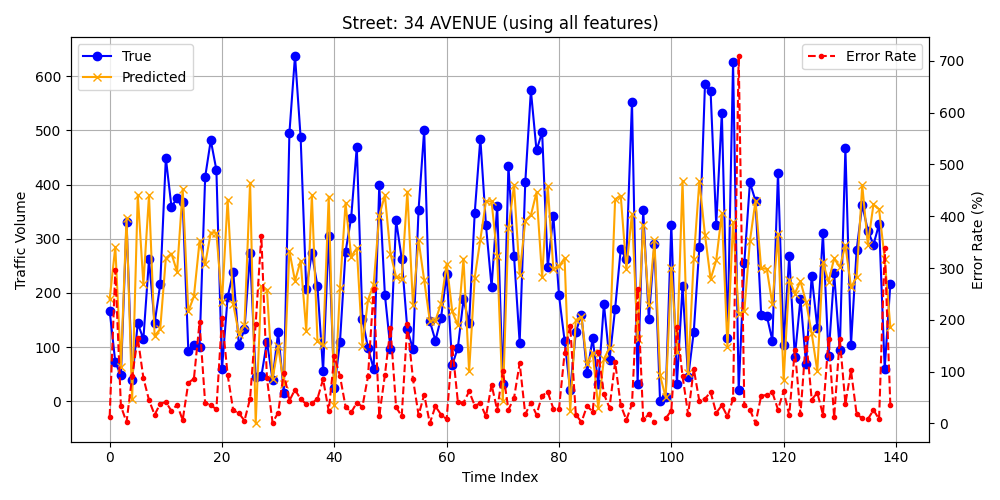 Street: 34 AVENUE (using all features)
True
Predicted
Error Rate
Traffic Volume
600
500
400
300
200
100
0
700
600
500
400
300
200
100
0
Error Rate (%)
0 20 40 60 80 100 120 140
Time Index